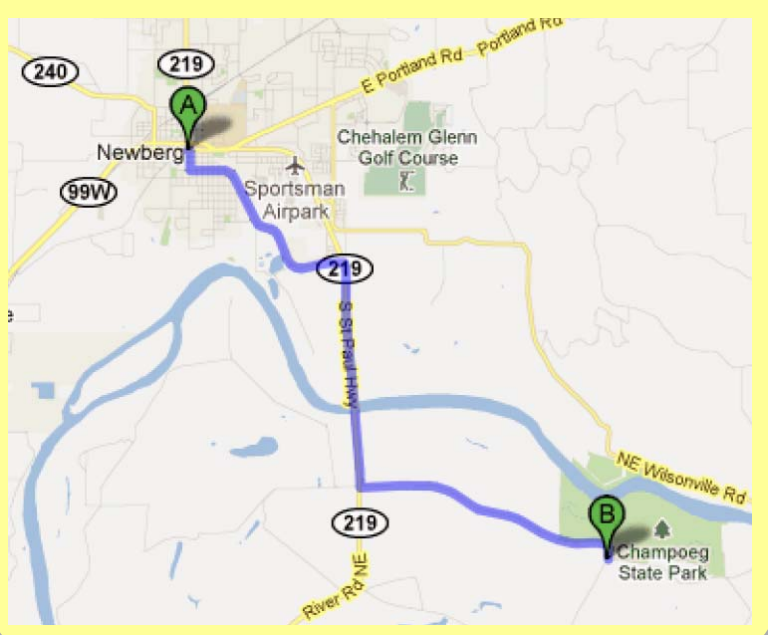 Portland Rd
E Portland Rd
240
219
A
Newberg
Chehalem Glenn
Golf Course
99W
Sportsman
Airpark
219
S St Paul Hwy
NE Wilsonville Rd
B
219
Champoeg
State Park
River Rd NE